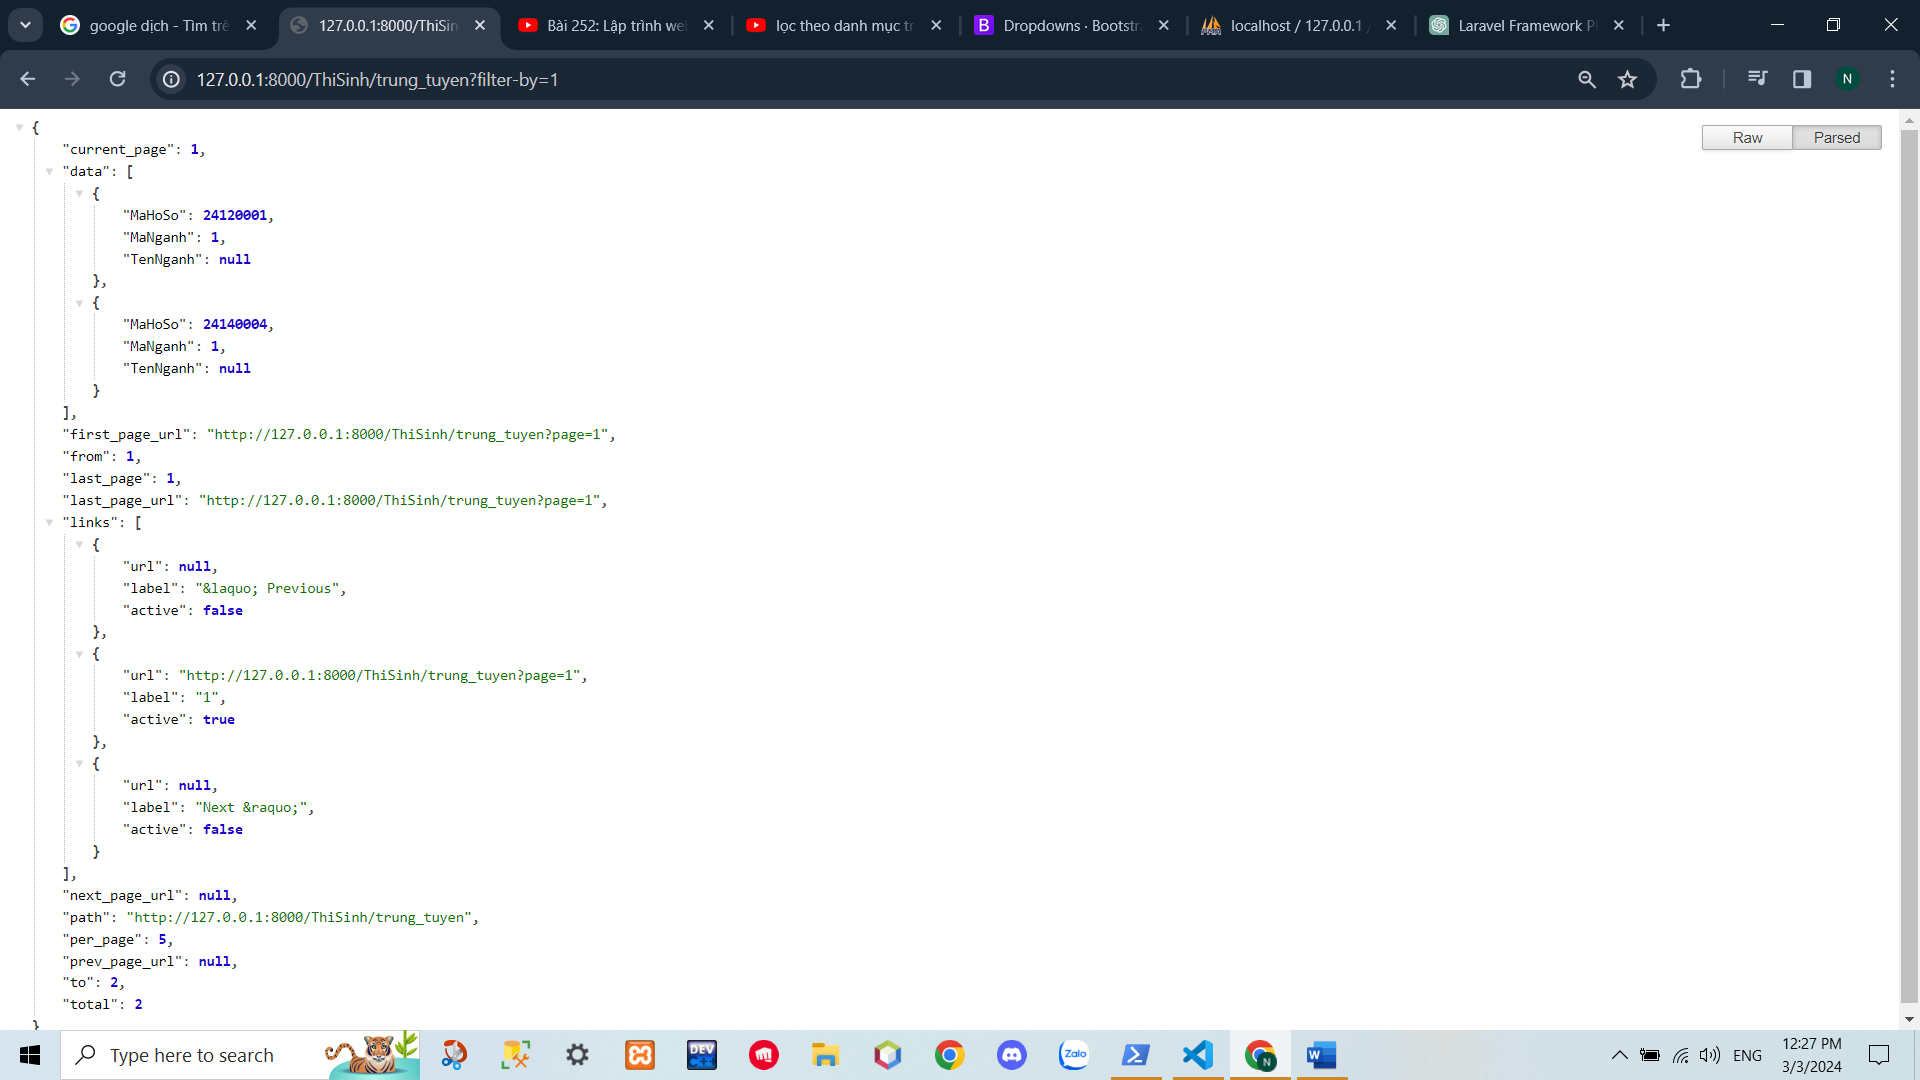 google dịch - Tìm trê
127.0.0.1:8000/ThiSin
Bài 252: Lập trình we
lọc theo danh mục tr
Dropdowns · Bootstr
localhost / 127.0.0.1 /
Laravel Framework P
127.0.0.1:8000/ThiSinh/trung_tuyen?filter-by=1
N
Raw
Parsed
{
"current_page": 1,
"data": [
{
"MaHoSo": 24120001,
"MaNganh": 1,
"TenNganh": null
},
{
"MaHoSo": 24140004,
"MaNganh": 1,
"TenNganh": null
}
],
"first_page_url": "http://127.0.0.1:8000/ThiSinh/trung_tuyen?page=1",
"from": 1,
"last_page": 1,
"last_page_url": "http://127.0.0.1:8000/ThiSinh/trung_tuyen?page=1",
"links": [
{
"url": null,
"label": "&laquo; Previous",
"active": false
},
{
"url": "http://127.0.0.1:8000/ThiSinh/trung_tuyen?page=1",
"label": "1",
"active": true
},
{
"url": null,
"label": "Next &raquo;",
"active": false
}
],
"next_page_url": null,
"path": "http://127.0.0.1:8000/ThiSinh/trung_tuyen",
"per_page": 5,
"prev_page_url": null,
"to": 2,
"total": 2
}
Type here to search
DEV
C++
Zalo
N
W
ENG
12:27 PM
3/3/2024